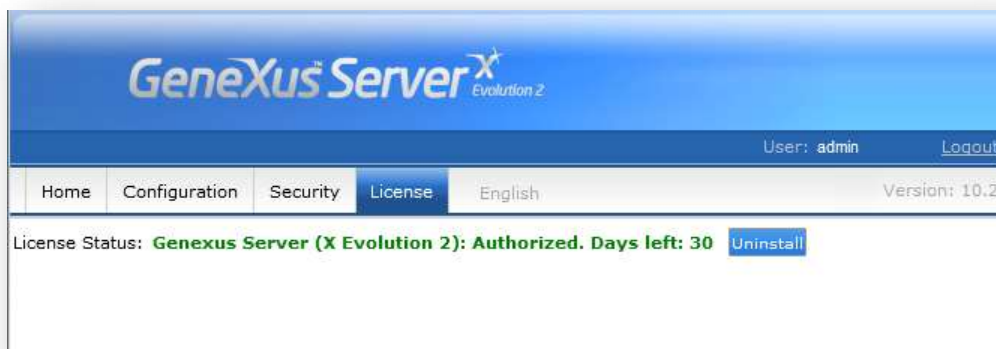 GeneXus™ Server X
Evolution 2
User: admin Logout
Home Configuration Security License English Version: 10.2
License Status: Genexus Server (X Evolution 2): Authorized. Days left: 30 Uninstall